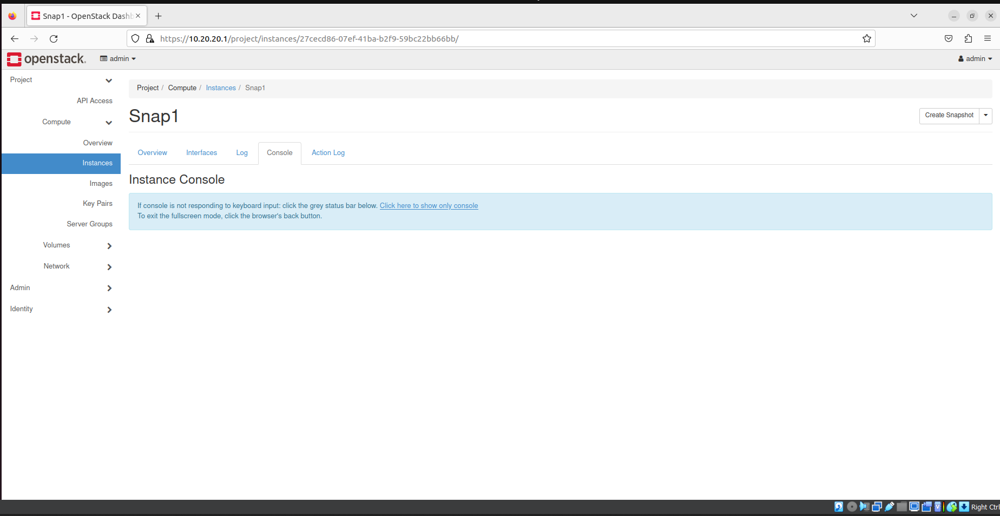 Snap1 - OpenStack Dashb
https://10.20.20.1/project/instances/27cecd86-07ef-41ba-b2f9-59bc22bb66bb/
openstack.
admin
admin
Project
API Access
Compute
Overview
Instances
Images
Key Pairs
Server Groups
Volumes
Network
Admin
Identity
Project / Compute / Instances / Snap1
Snap1
Create Snapshot
Overview Interfaces Log Console Action Log
Instance Console
If console is not responding to keyboard input: click the grey status bar below. Click here to show only console
To exit the fullscreen mode, click the browser's back button.
Right Ctrl